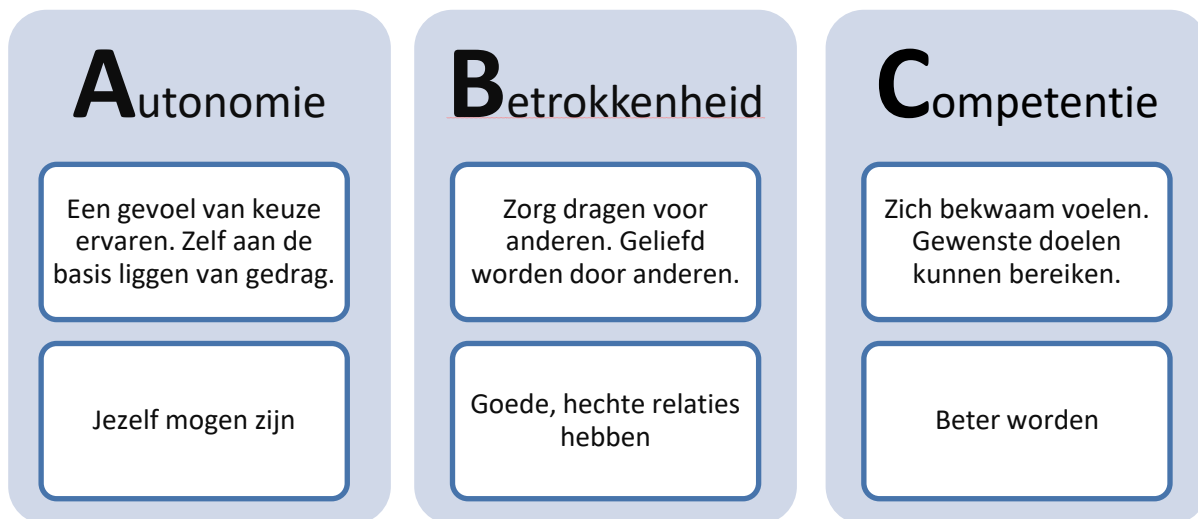 Autonomie
Een gevoel van keuze
ervaren. Zelf aan de
basis liggen van gedrag.
Jezelf mogen zijn
Betrokkenheid
Zorg dragen voor
anderen. Geliefd
worden door anderen.
Goede, hechte relaties
hebben
Competentie
Zich bekwaam voelen.
Gewenste doelen
kunnen bereiken.
Beter worden